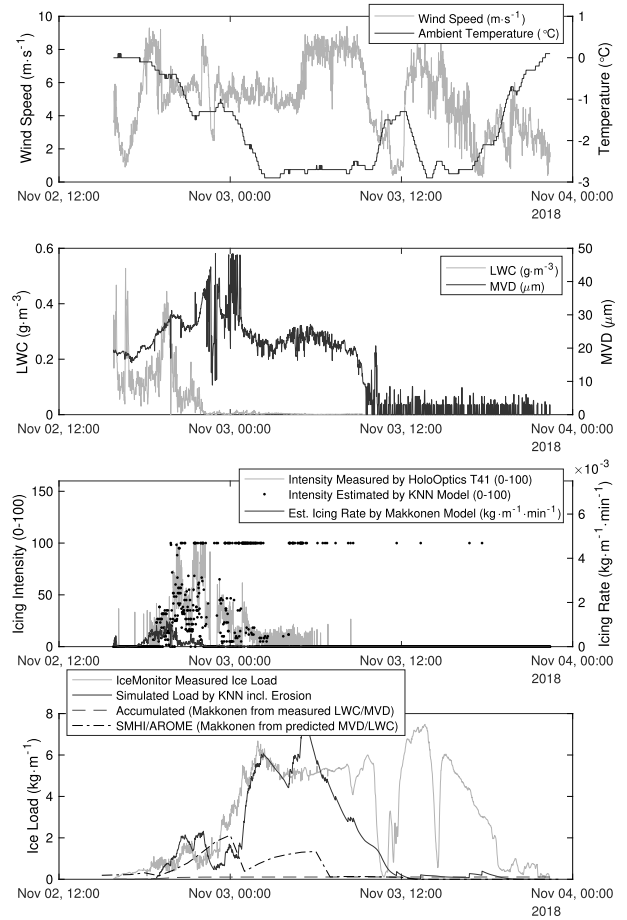 10
8
6
4
2
0
Wind Speed (m·s⁻¹)
Wind Speed (m·s⁻¹)
Ambient Temperature (°C)
1
0
-1
-2
-3
Temperature (°C)
Nov 02, 12:00
Nov 03, 00:00
Nov 03, 12:00
Nov 04, 00:00
2018
0.6
0.4
0.2
0
LWC (g·m⁻³)
LWC (g·m⁻³)
MVD (μm)
50
40
30
20
10
0
MVD (μm)
Nov 02, 12:00
Nov 03, 00:00
Nov 03, 12:00
Nov 04, 00:00
2018
150
100
50
0
Icing Intensity (0-100)
Intensity Measured by HoloOptics T41 (0-100)
Intensity Estimated by KNN Model (0-100)
Est. Icing Rate by Makkonen Model (kg·m⁻¹·min⁻¹)
×10⁻³
6
4
2
0
Icing Rate (kg·m⁻¹·min⁻¹)
Nov 02, 12:00
Nov 03, 00:00
Nov 03, 12:00
Nov 04, 00:00
2018
IceMonitor Measured Ice Load
Simulated Load by KNN incl. Erosion
Accumulated (Makkonen from measured LWC/MVD)
SMHI/AROME (Makkonen from predicted MVD/LWC)
8
6
4
2
0
Ice Load (kg·m⁻¹)
Nov 02, 12:00
Nov 03, 00:00
Nov 03, 12:00
Nov 04, 00:00
2018